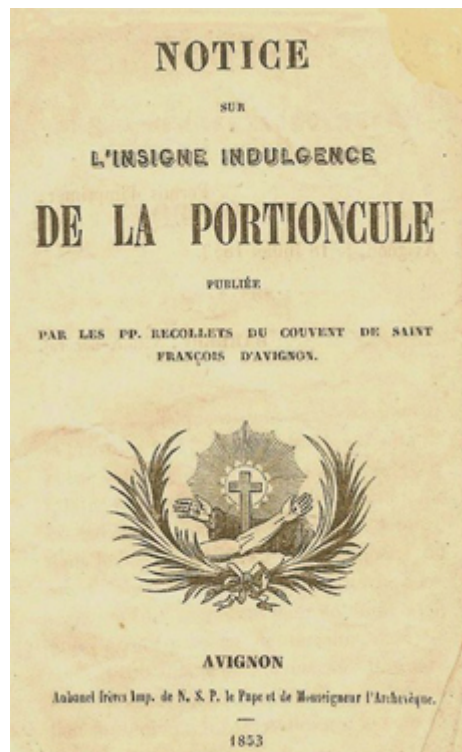 NOTICE
SUR
L'INSIGNE INDULGENCE
DE LA PORTIONCULE
PUBLIÉE
PAR LES PP. RECOLLETS DU COUVENT DE SAINT
FRANÇOIS D'AVIGNON.
AVIGNON
Aubanel frères Imp. de N. S. P. le Pape et de Monseigneur l'Archevêque.
1853